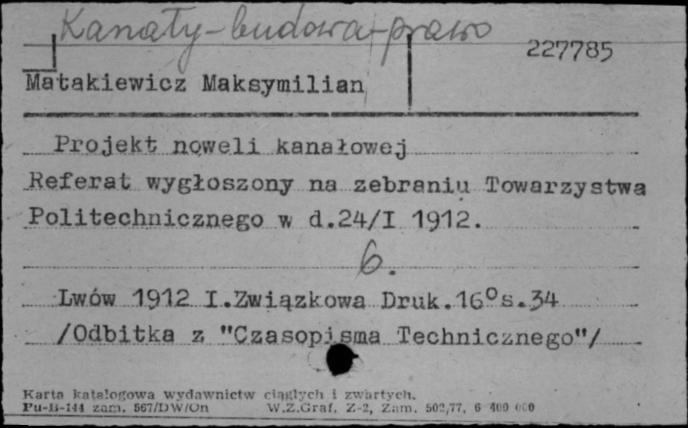 Kanały-budowa-prawo
227785
Matakiewicz Maksymilian
Projekt noweli kanałowej
Referat wygłoszony na zebraniu Towarzystwa
Politechnicznego w d.24/I 1912.
6.
Lwów 1912 I.Związkowa Druk.16°s.34
/Odbitka z "Czasopisma Technicznego"/
Karta katalogowa wydawnictw ciągłych i zwartych.
Pu-B-144 zam. 567/DW/On W.Z.Graf. Z-2, Zam. 502,77, 6 400 000